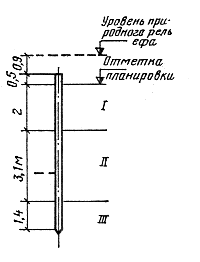 Уровень при-
родного рель
ефа
Отметка
планировки
0,9
0,5
2
I
3,1м
II
1,4
III